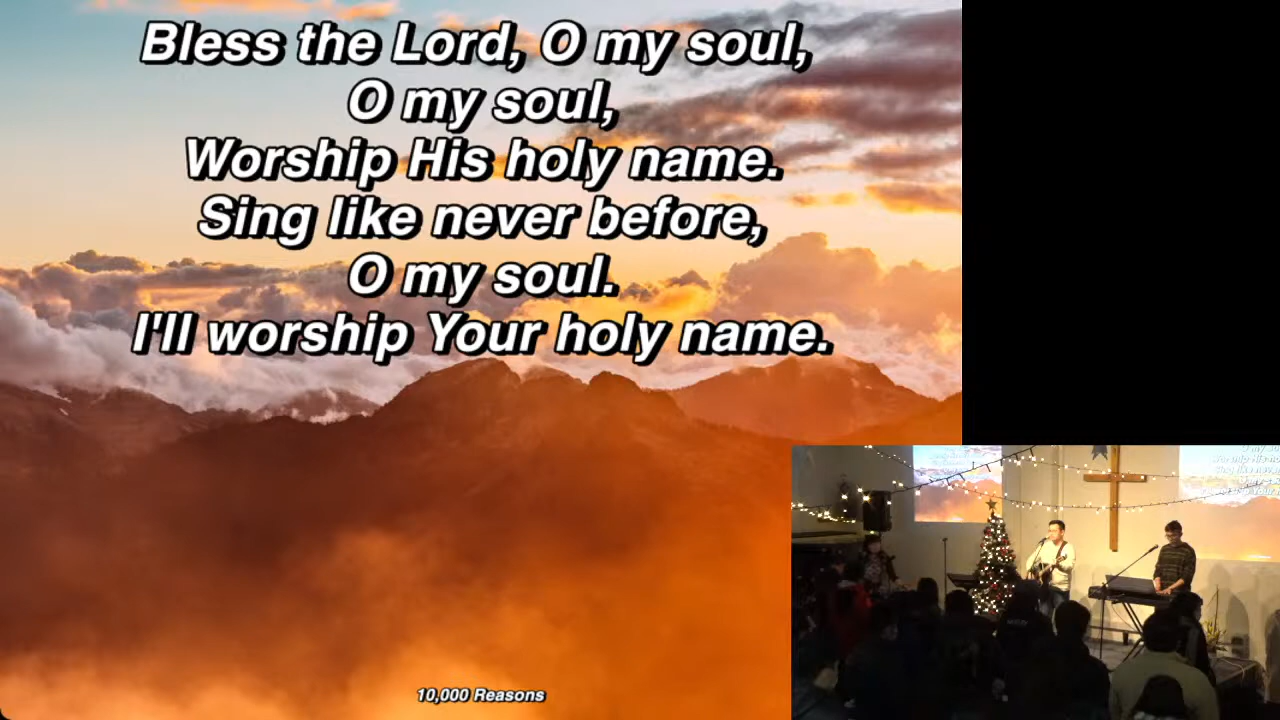 Bless the Lord, O my soul,
O my soul,
Worship His holy name.
Sing like never before,
O my soul.
I'll worship Your holy name.
10,000 Reasons